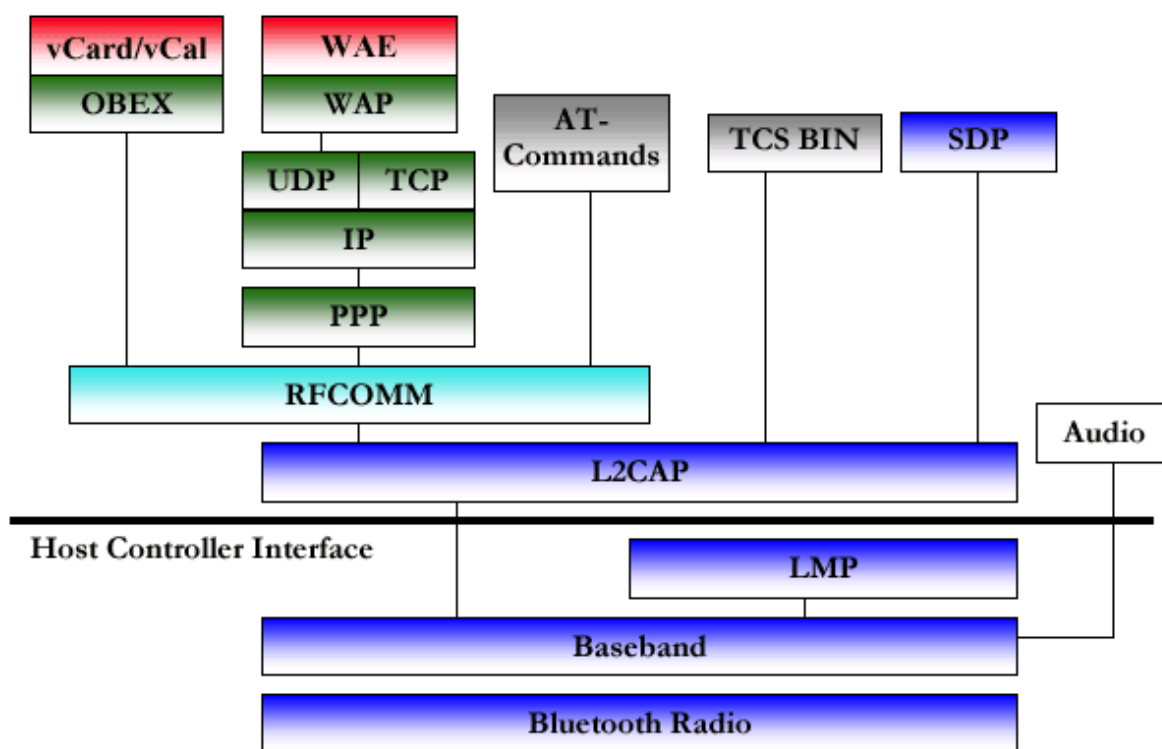 vCard/vCal
OBEX
WAE
WAP
UDP
TCP
IP
PPP
AT-
Commands
TCS BIN
SDP
RFCOMM
Audio
L2CAP
Host Controller Interface
LMP
Baseband
Bluetooth Radio